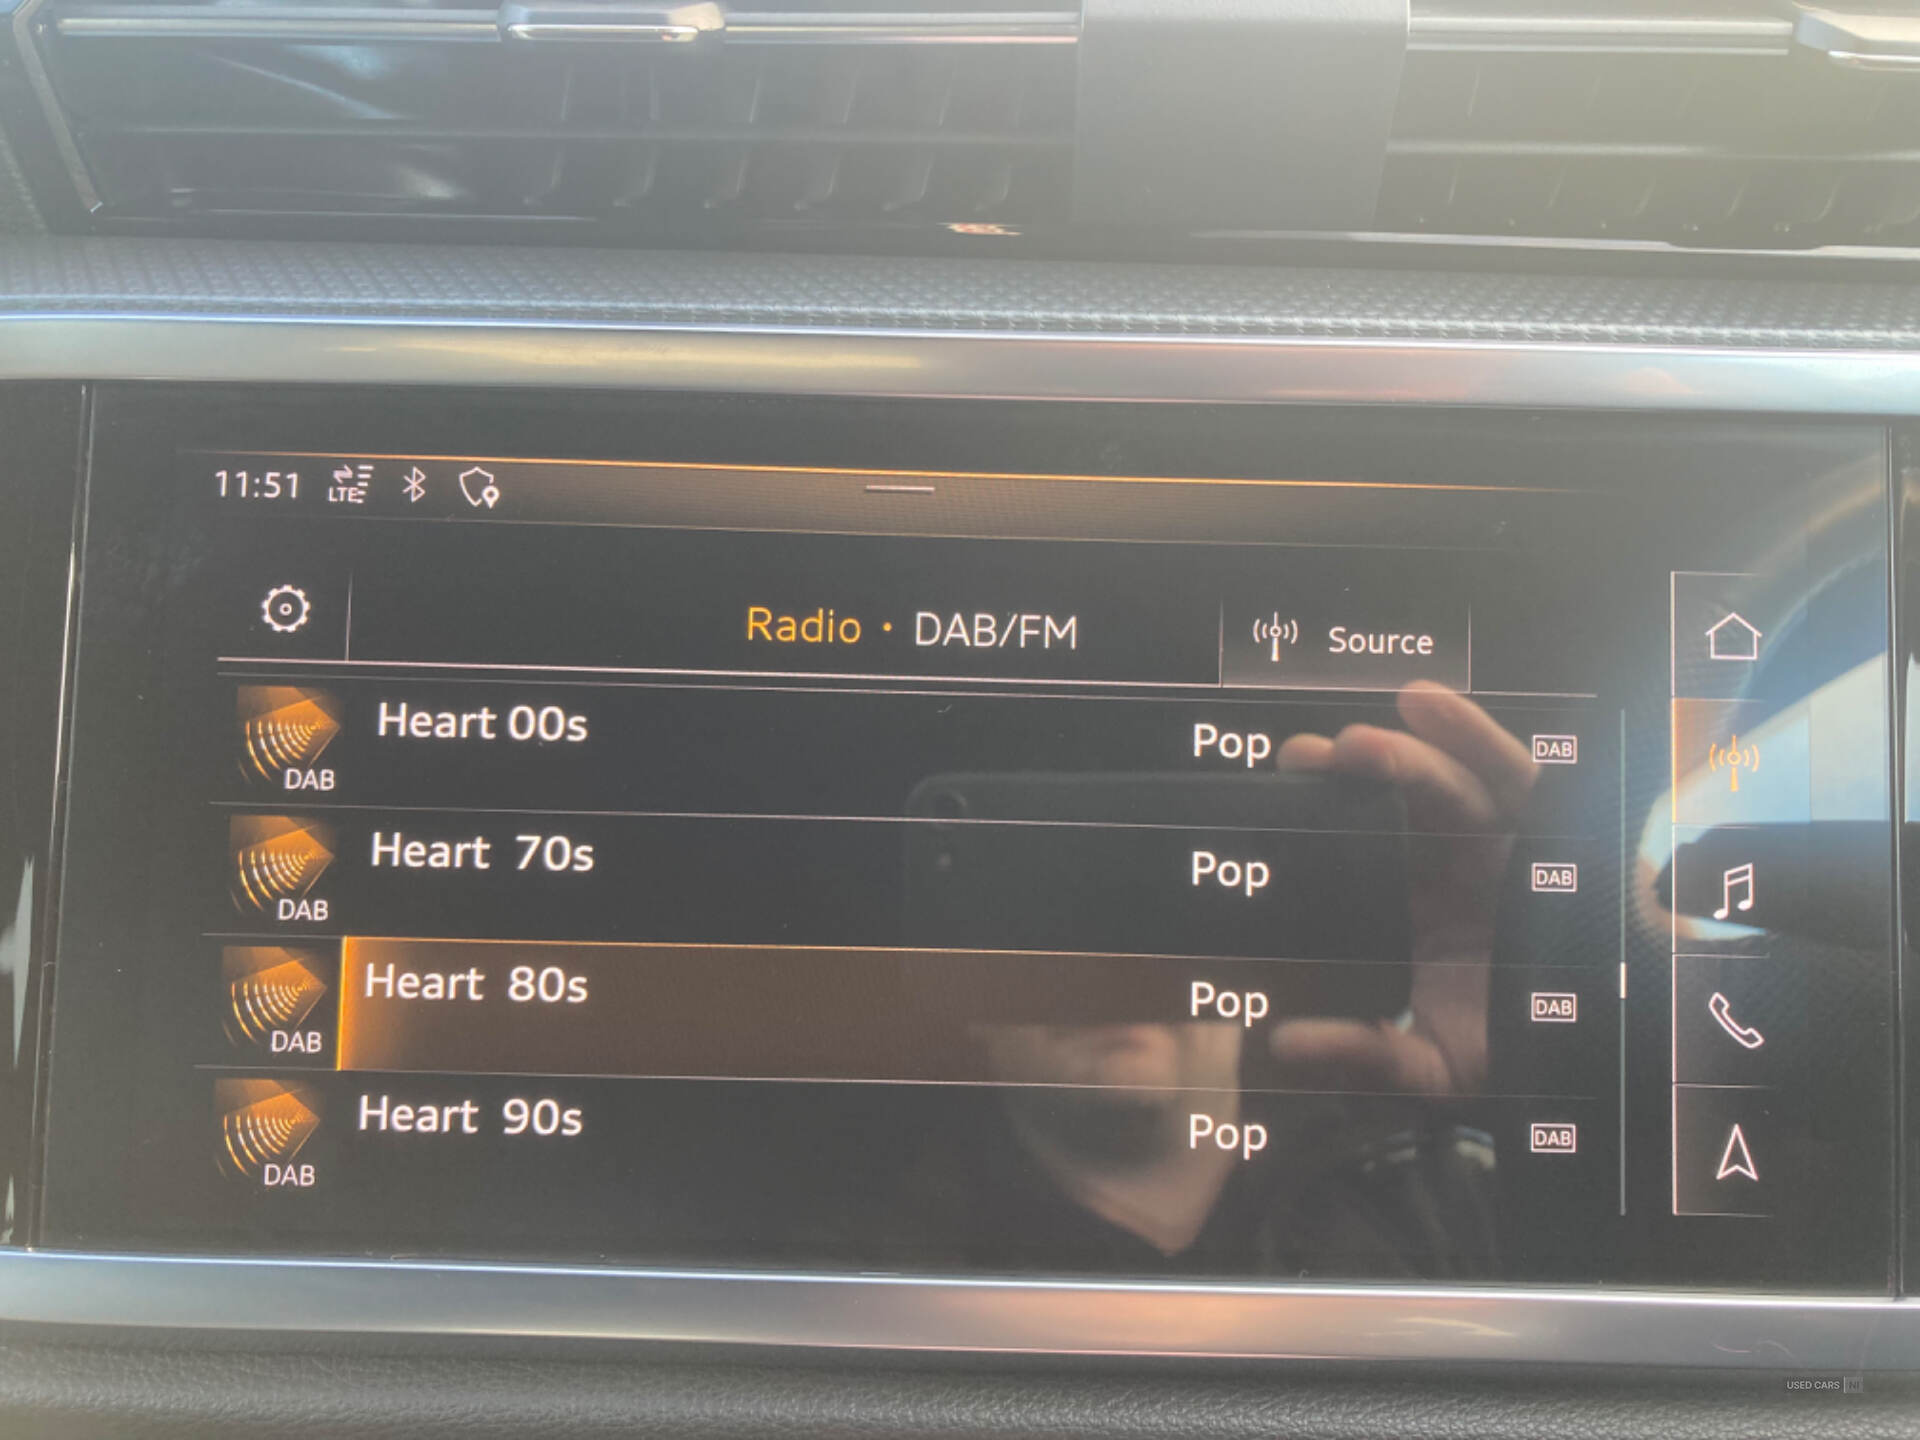 11:51 LTE
Radio • DAB/FM Source
DAB Heart 00s Pop DAB
DAB Heart 70s Pop DAB
DAB Heart 80s Pop DAB
DAB Heart 90s Pop DAB
USED CARS NI